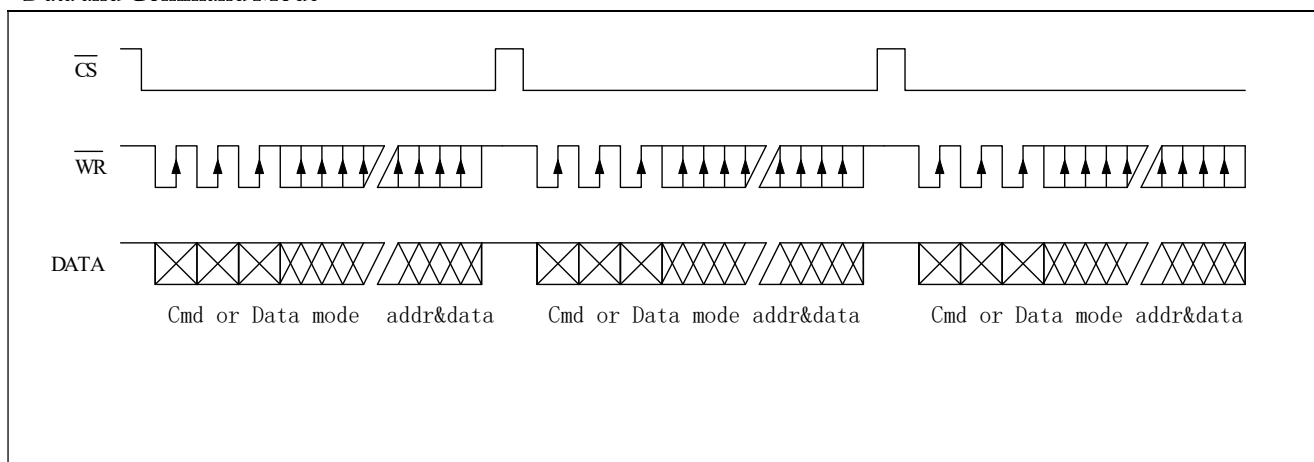 CS
WR
DATA
Cmd or Data mode addr&data Cmd or Data mode addr&data Cmd or Data mode addr&data